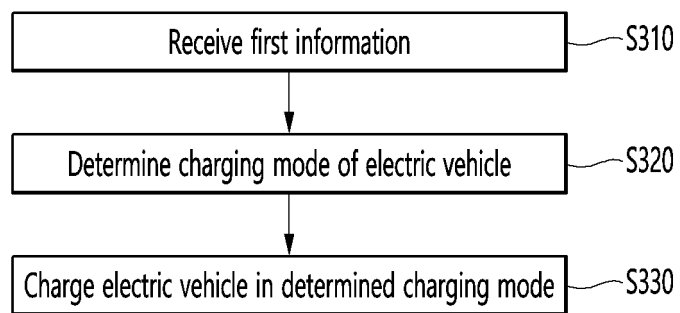 Receive first information
S310
Determine charging mode of electric vehicle
S320
Charge electric vehicle in determined charging mode
S330